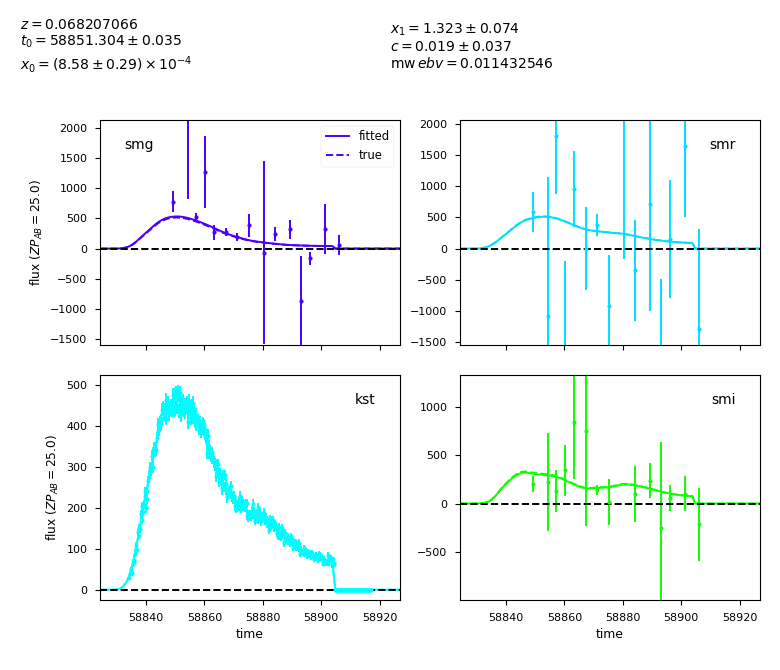 z = 0.068207066
t₀ = 58851.304 ± 0.035
x₀ = (8.58 ± 0.29) × 10⁻⁴
x₁ = 1.323 ± 0.074
c = 0.019 ± 0.037
mw ebv = 0.011432546
smg
fitted
true
2000
1500
1000
500
0
−500
−1000
−1500
flux (ZP_AB = 25.0)
smr
2000
1500
1000
500
0
−500
−1000
−1500
kst
500
400
300
200
100
0
flux (ZP_AB = 25.0)
58840 58860 58880 58900 58920
time
smi
1000
500
0
−500
58840 58860 58880 58900 58920
time